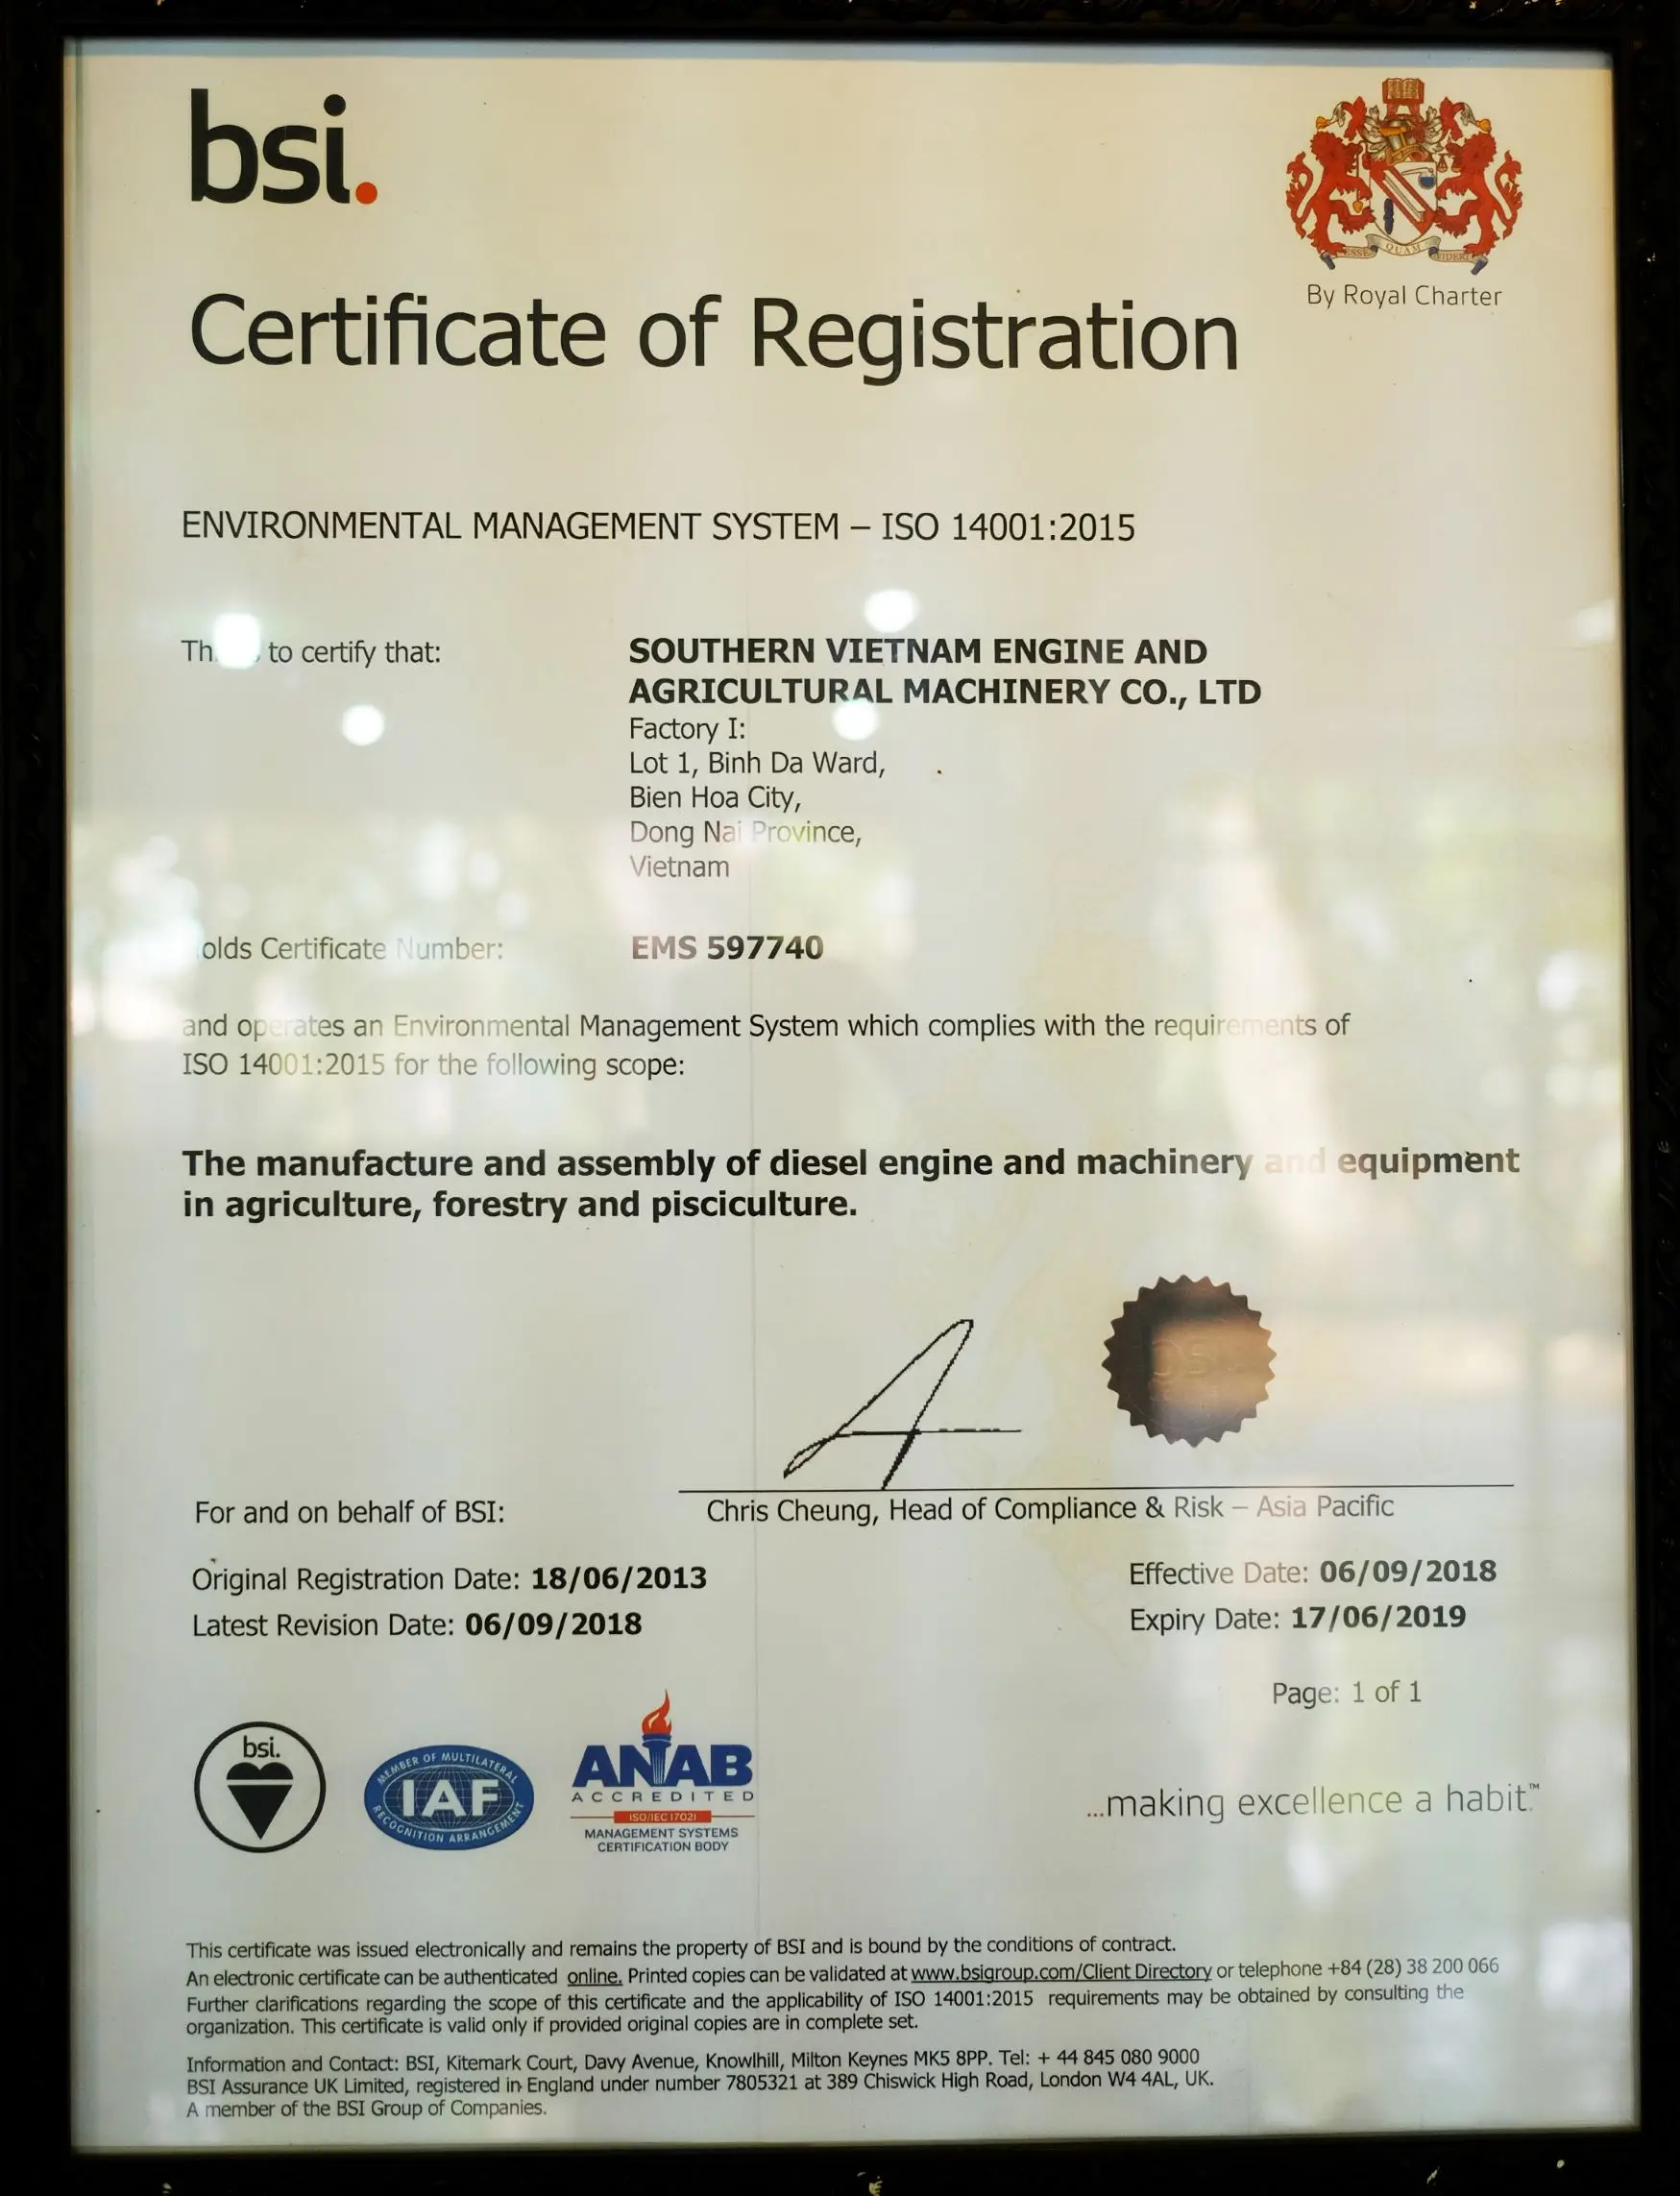 bsi.
By Royal Charter
Certificate of Registration
ENVIRONMENTAL MANAGEMENT SYSTEM – ISO 14001:2015
to certify that:
SOUTHERN VIETNAM ENGINE AND
AGRICULTURAL MACHINERY CO., LTD
Factory I:
Lot 1, Binh Da Ward,
Bien Hoa City,
Dong Nai Province,
Vietnam
olds Certificate Number:
EMS 597740
and operates an Environmental Management System which complies with the requirements of
ISO 14001:2015 for the following scope:
The manufacture and assembly of diesel engine and machinery and equipment
in agriculture, forestry and pisciculture.
For and on behalf of BSI:
Chris Cheung, Head of Compliance & Risk – Asia Pacific
Original Registration Date: 18/06/2013
Effective Date: 06/09/2018
Latest Revision Date: 06/09/2018
Expiry Date: 17/06/2019
Page: 1 of 1
bsi.
MEMBER OF MULTILATERAL
IAF
RECOGNITION ARRANGEMENT
ANAB
ACCREDITED
ISO/IEC 17021
MANAGEMENT SYSTEMS
CERTIFICATION BODY
...making excellence a habit.™
This certificate was issued electronically and remains the property of BSI and is bound by the conditions of contract.
An electronic certificate can be authenticated online. Printed copies can be validated at www.bsigroup.com/Client Directory or telephone +84 (28) 38 200 066
Further clarifications regarding the scope of this certificate and the applicability of ISO 14001:2015 requirements may be obtained by consulting the
organization. This certificate is valid only if provided original copies are in complete set.
Information and Contact: BSI, Kitemark Court, Davy Avenue, Knowlhill, Milton Keynes MK5 8PP. Tel: + 44 845 080 9000
BSI Assurance UK Limited, registered in England under number 7805321 at 389 Chiswick High Road, London W4 4AL, UK.
A member of the BSI Group of Companies.